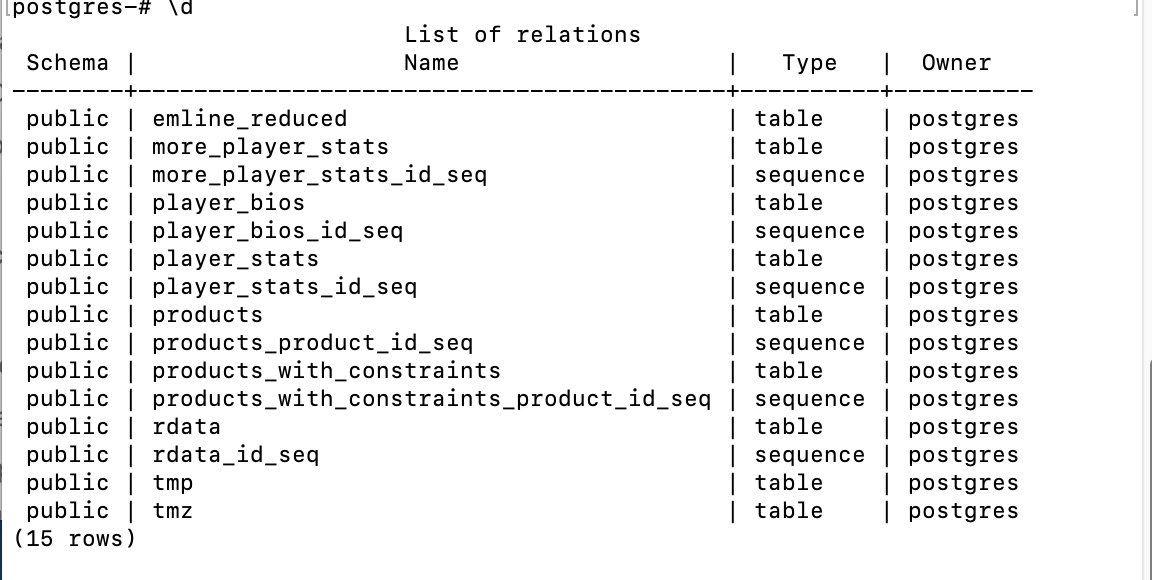 [postgres-# \d ]
List of relations
Schema | Name | Type | Owner
--------+------------------------------------------+----------+----------
public | emline_reduced | table | postgres
public | more_player_stats | table | postgres
public | more_player_stats_id_seq | sequence | postgres
public | player_bios | table | postgres
public | player_bios_id_seq | sequence | postgres
public | player_stats | table | postgres
public | player_stats_id_seq | sequence | postgres
public | products | table | postgres
public | products_product_id_seq | sequence | postgres
public | products_with_constraints | table | postgres
public | products_with_constraints_product_id_seq | sequence | postgres
public | rdata | table | postgres
public | rdata_id_seq | sequence | postgres
public | tmp | table | postgres
public | tmz | table | postgres
(15 rows)